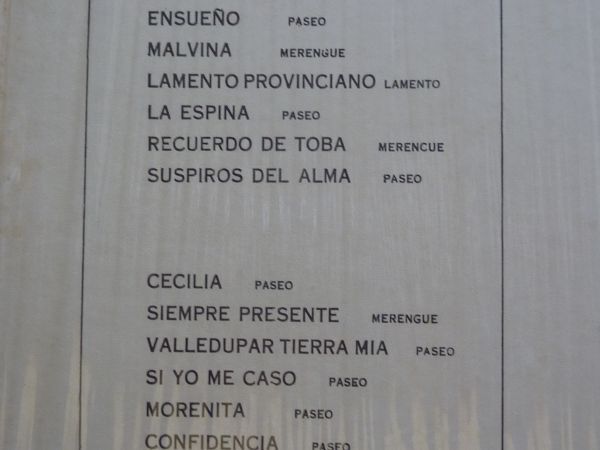 ENSUEÑO PASEO
MALVINA MERENGUE
LAMENTO PROVINCIANO LAMENTO
LA ESPINA PASEO
RECUERDO DE TOBA MERENCUE
SUSPIROS DEL ALMA PASEO
CECILIA PASEO
SIEMPRE PRESENTE MERENGUE
VALLEDUPAR TIERRA MIA PASEO
SI YO ME CASO PASEO
MORENITA PASEO
CONFIDENCIA PASEO